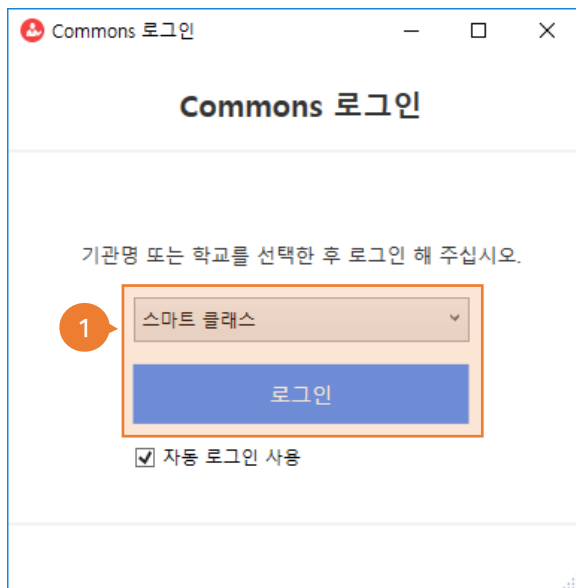 Commons 로그인
Commons 로그인
기관명 또는 학교를 선택한 후 로그인 해 주십시오.
1
스마트 클래스
로그인
자동 로그인 사용